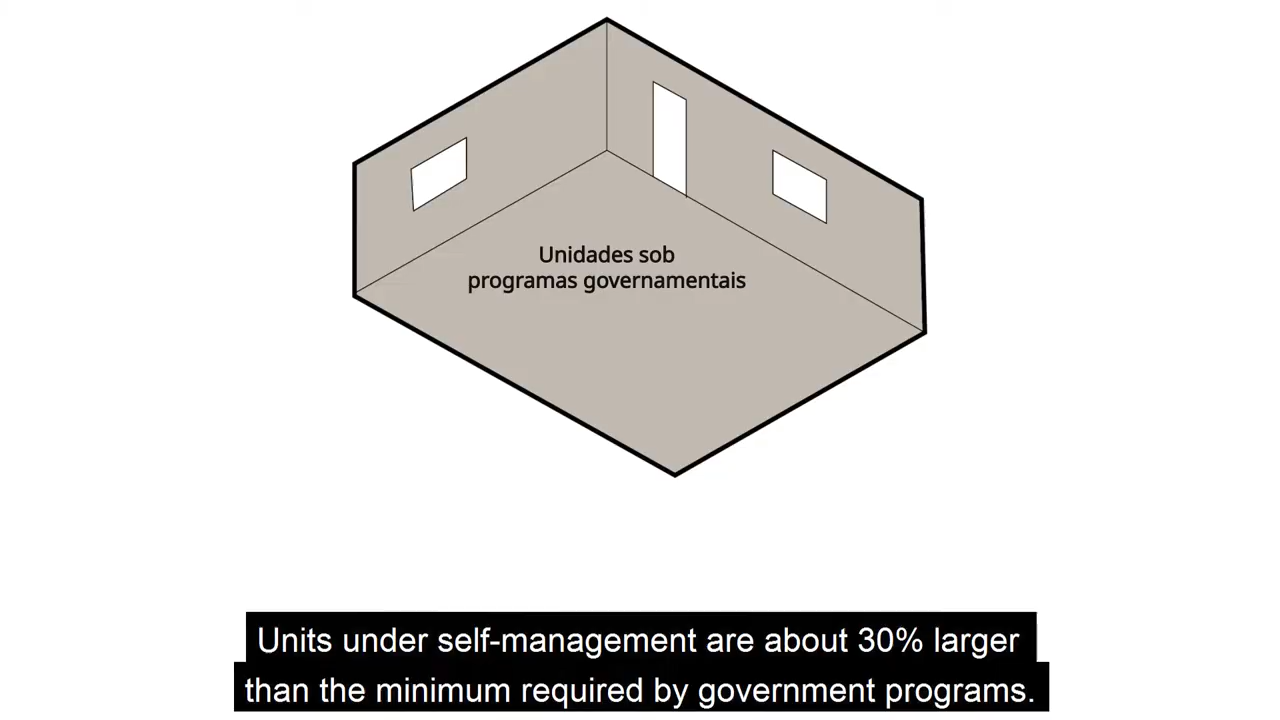 Unidades sob
programas governamentais
Units under self-management are about 30% larger
than the minimum required by government programs.